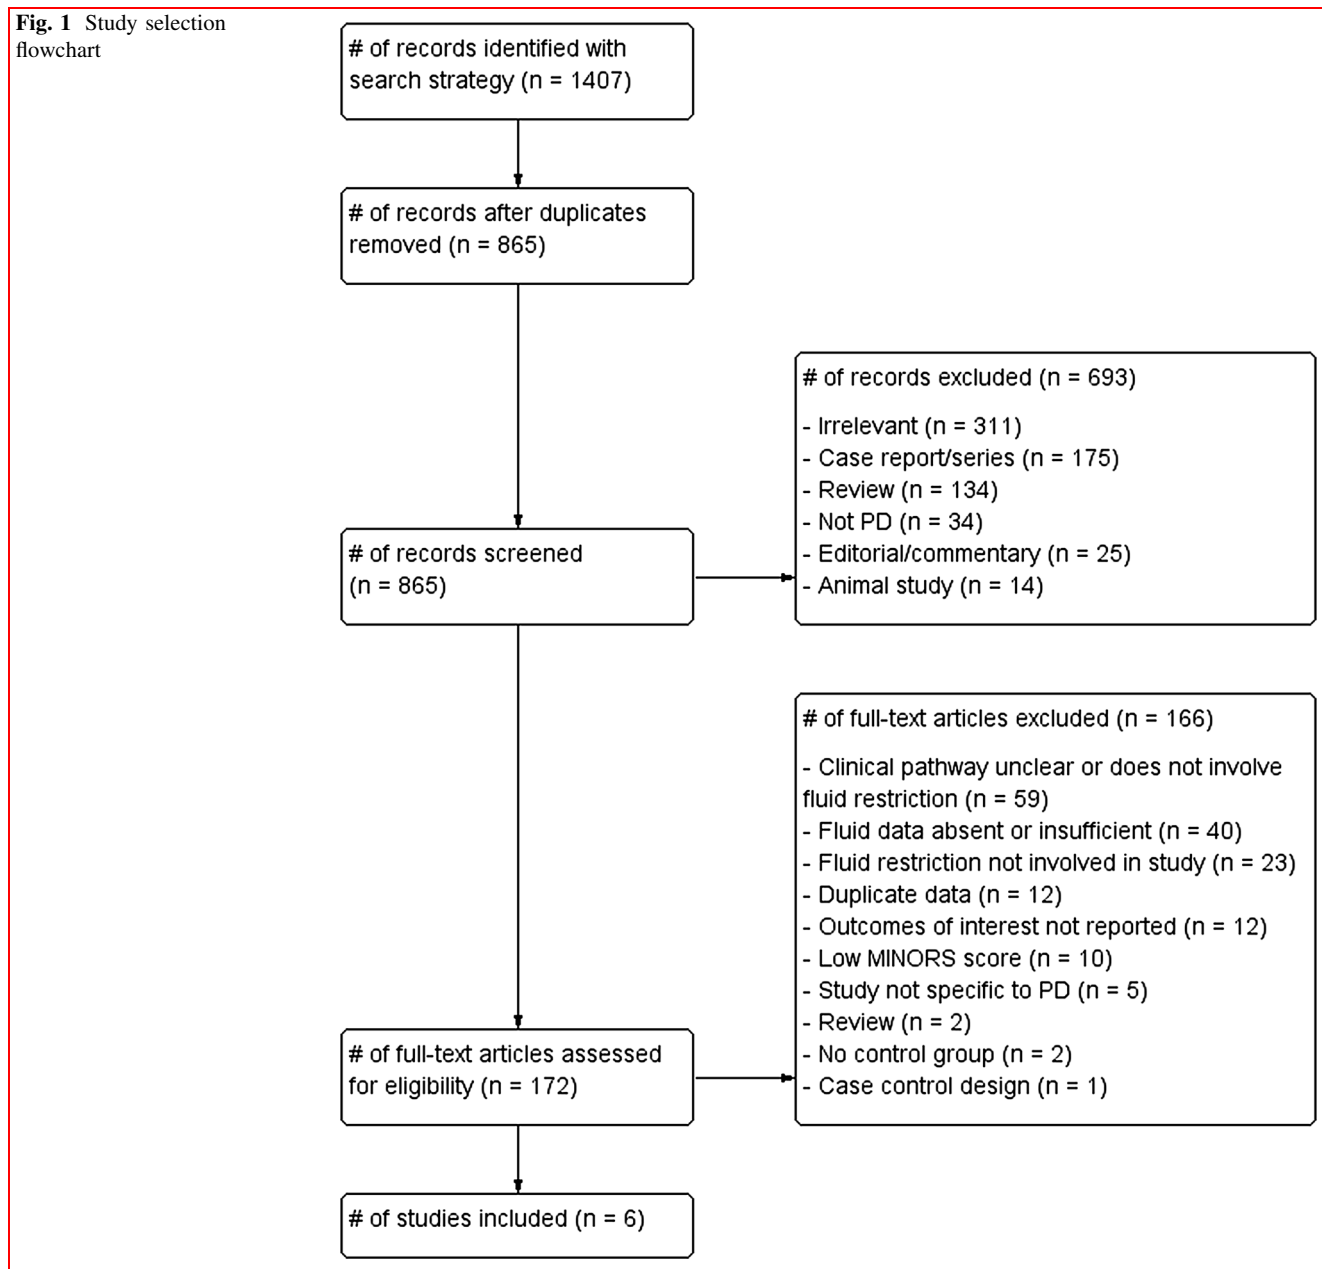 Fig. 1 Study selection
flowchart
# of records identified with
search strategy (n = 1407)
# of records after duplicates
removed (n = 865)
# of records excluded (n = 693)
- Irrelevant (n = 311)
- Case report/series (n = 175)
- Review (n = 134)
- Not PD (n = 34)
- Editorial/commentary (n = 25)
- Animal study (n = 14)
# of records screened
(n = 865)
# of full-text articles excluded (n = 166)
- Clinical pathway unclear or does not involve
fluid restriction (n = 59)
- Fluid data absent or insufficient (n = 40)
- Fluid restriction not involved in study (n = 23)
- Duplicate data (n = 12)
- Outcomes of interest not reported (n = 12)
- Low MINORS score (n = 10)
- Study not specific to PD (n = 5)
- Review (n = 2)
- No control group (n = 2)
- Case control design (n = 1)
# of full-text articles assessed
for eligibility (n = 172)
# of studies included (n = 6)